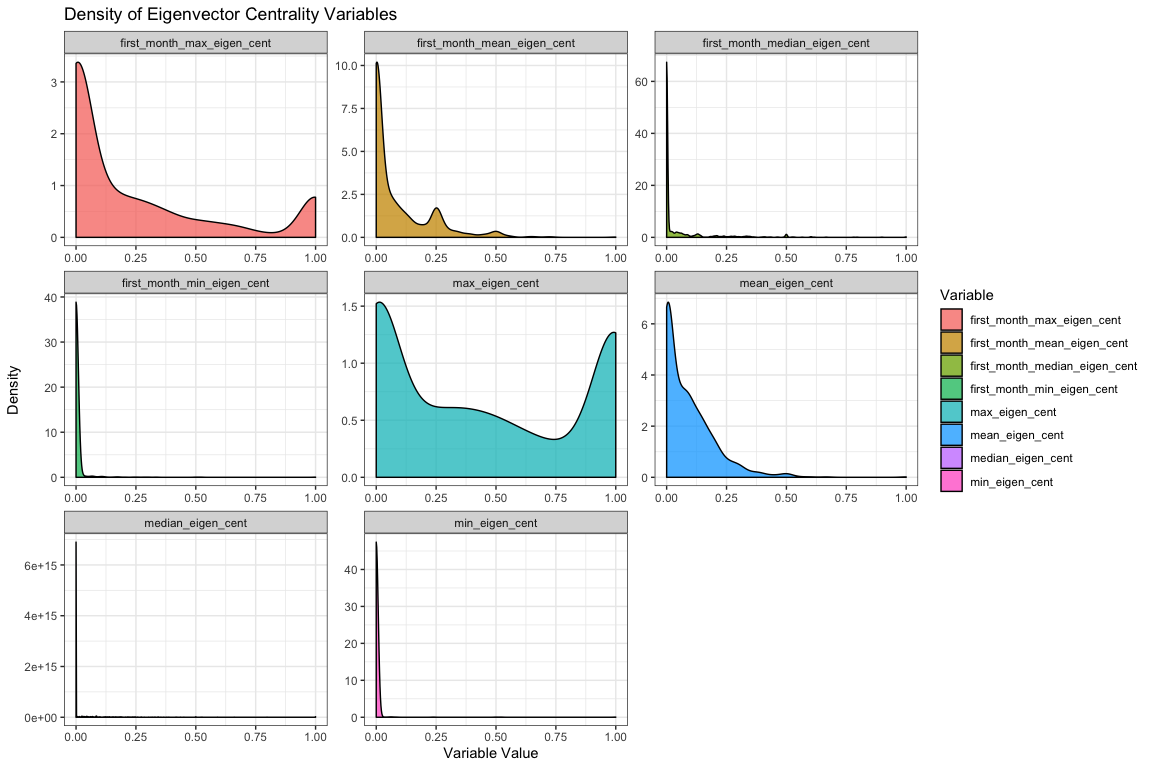 Density of Eigenvector Centrality Variables
first_month_max_eigen_cent
first_month_mean_eigen_cent
first_month_median_eigen_cent
3
2
1
0
0.00 0.25 0.50 0.75 1.00
10.0
7.5
5.0
2.5
0.0
0.00 0.25 0.50 0.75 1.00
60
40
20
0
0.00 0.25 0.50 0.75 1.00
first_month_min_eigen_cent
max_eigen_cent
mean_eigen_cent
40
30
20
10
0
0.00 0.25 0.50 0.75 1.00
1.5
1.0
0.5
0.0
0.00 0.25 0.50 0.75 1.00
6
4
2
0
0.00 0.25 0.50 0.75 1.00
median_eigen_cent
min_eigen_cent
6e+15
4e+15
2e+15
0e+00
0.00 0.25 0.50 0.75 1.00
40
30
20
10
0
0.00 0.25 0.50 0.75 1.00
Density
Variable Value
Variable
first_month_max_eigen_cent
first_month_mean_eigen_cent
first_month_median_eigen_cent
first_month_min_eigen_cent
max_eigen_cent
mean_eigen_cent
median_eigen_cent
min_eigen_cent